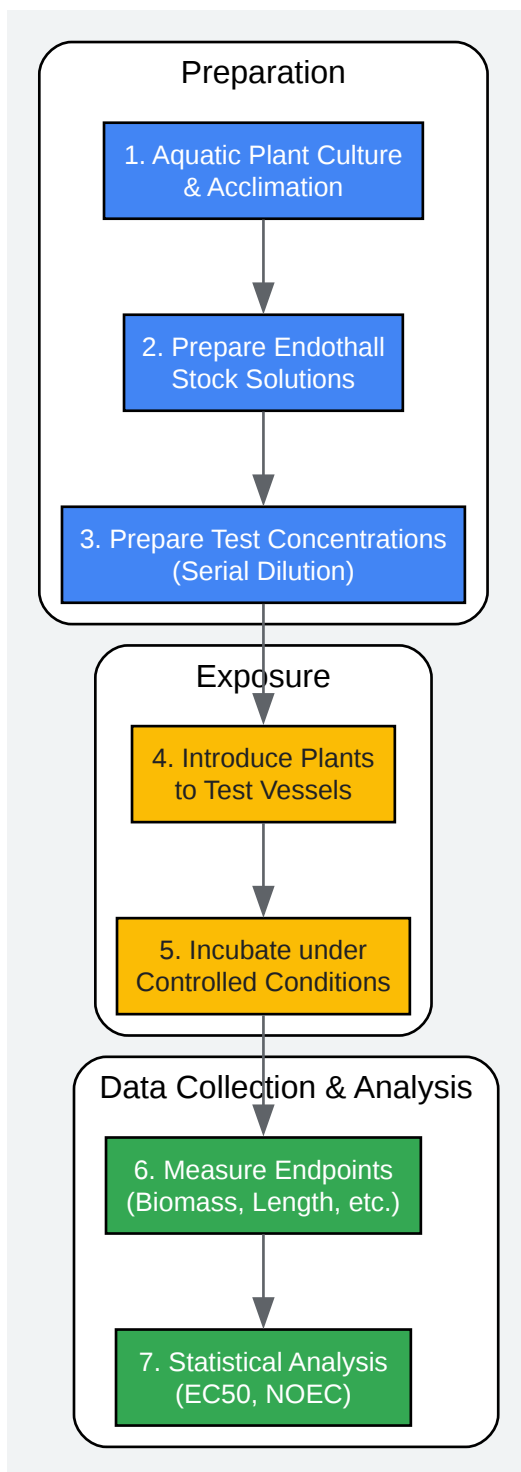 Preparation
1. Aquatic Plant Culture
& Acclimation
2. Prepare Endothall
Stock Solutions
3. Prepare Test Concentrations
(Serial Dilution)
Exposure
4. Introduce Plants
to Test Vessels
5. Incubate under
Controlled Conditions
Data Collection & Analysis
6. Measure Endpoints
(Biomass, Length, etc.)
7. Statistical Analysis
(EC50, NOEC)